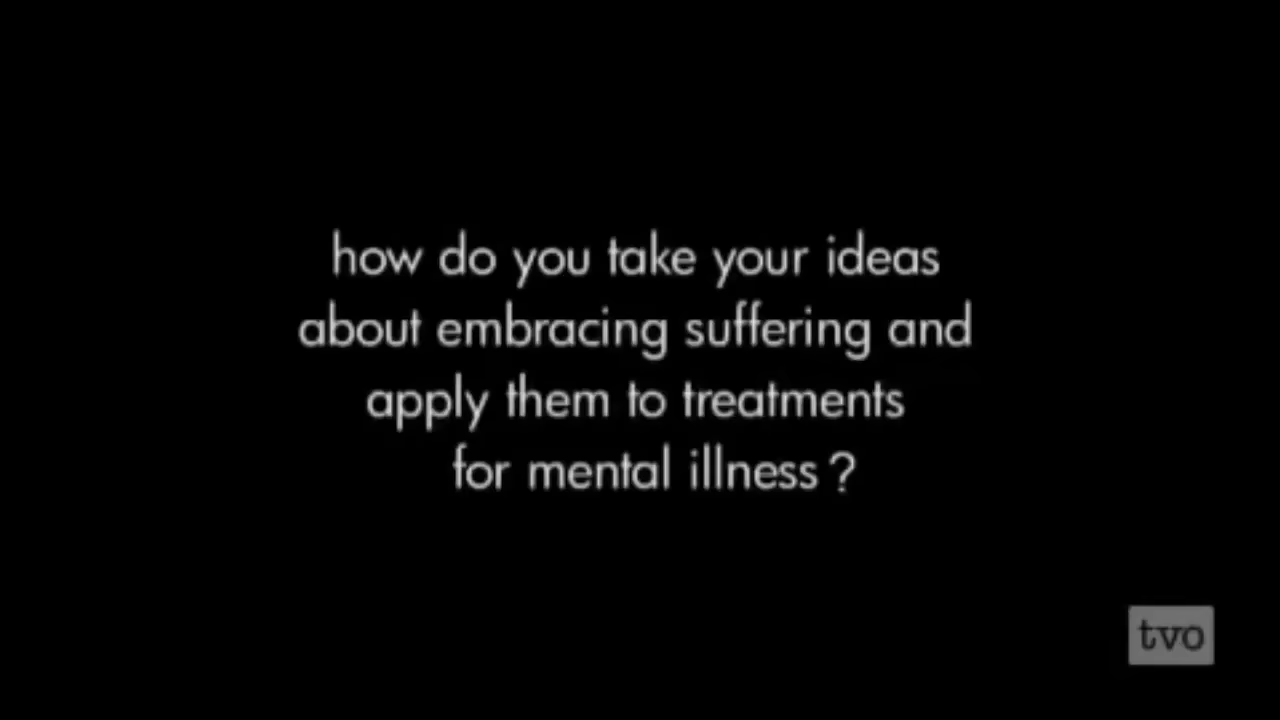 how do you take your ideas
about embracing suffering and
apply them to treatments
for mental illness ?
tvo